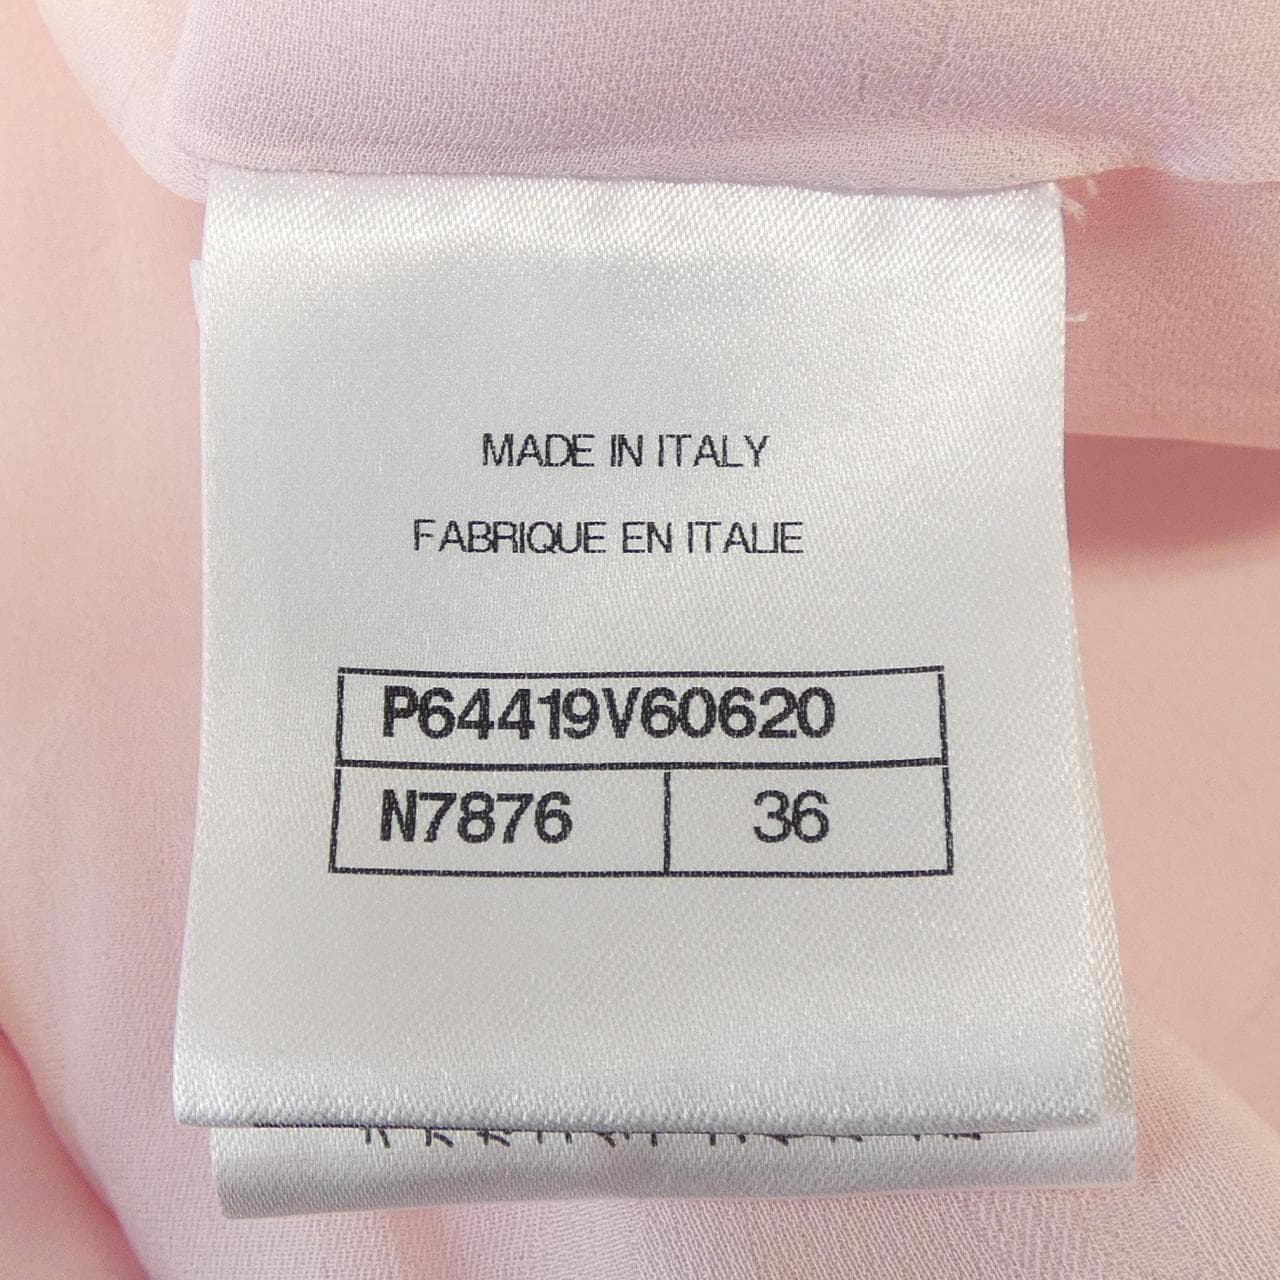 MADE IN ITALY
FABRIQUE EN ITALIE
P64419V60620
N7876 36